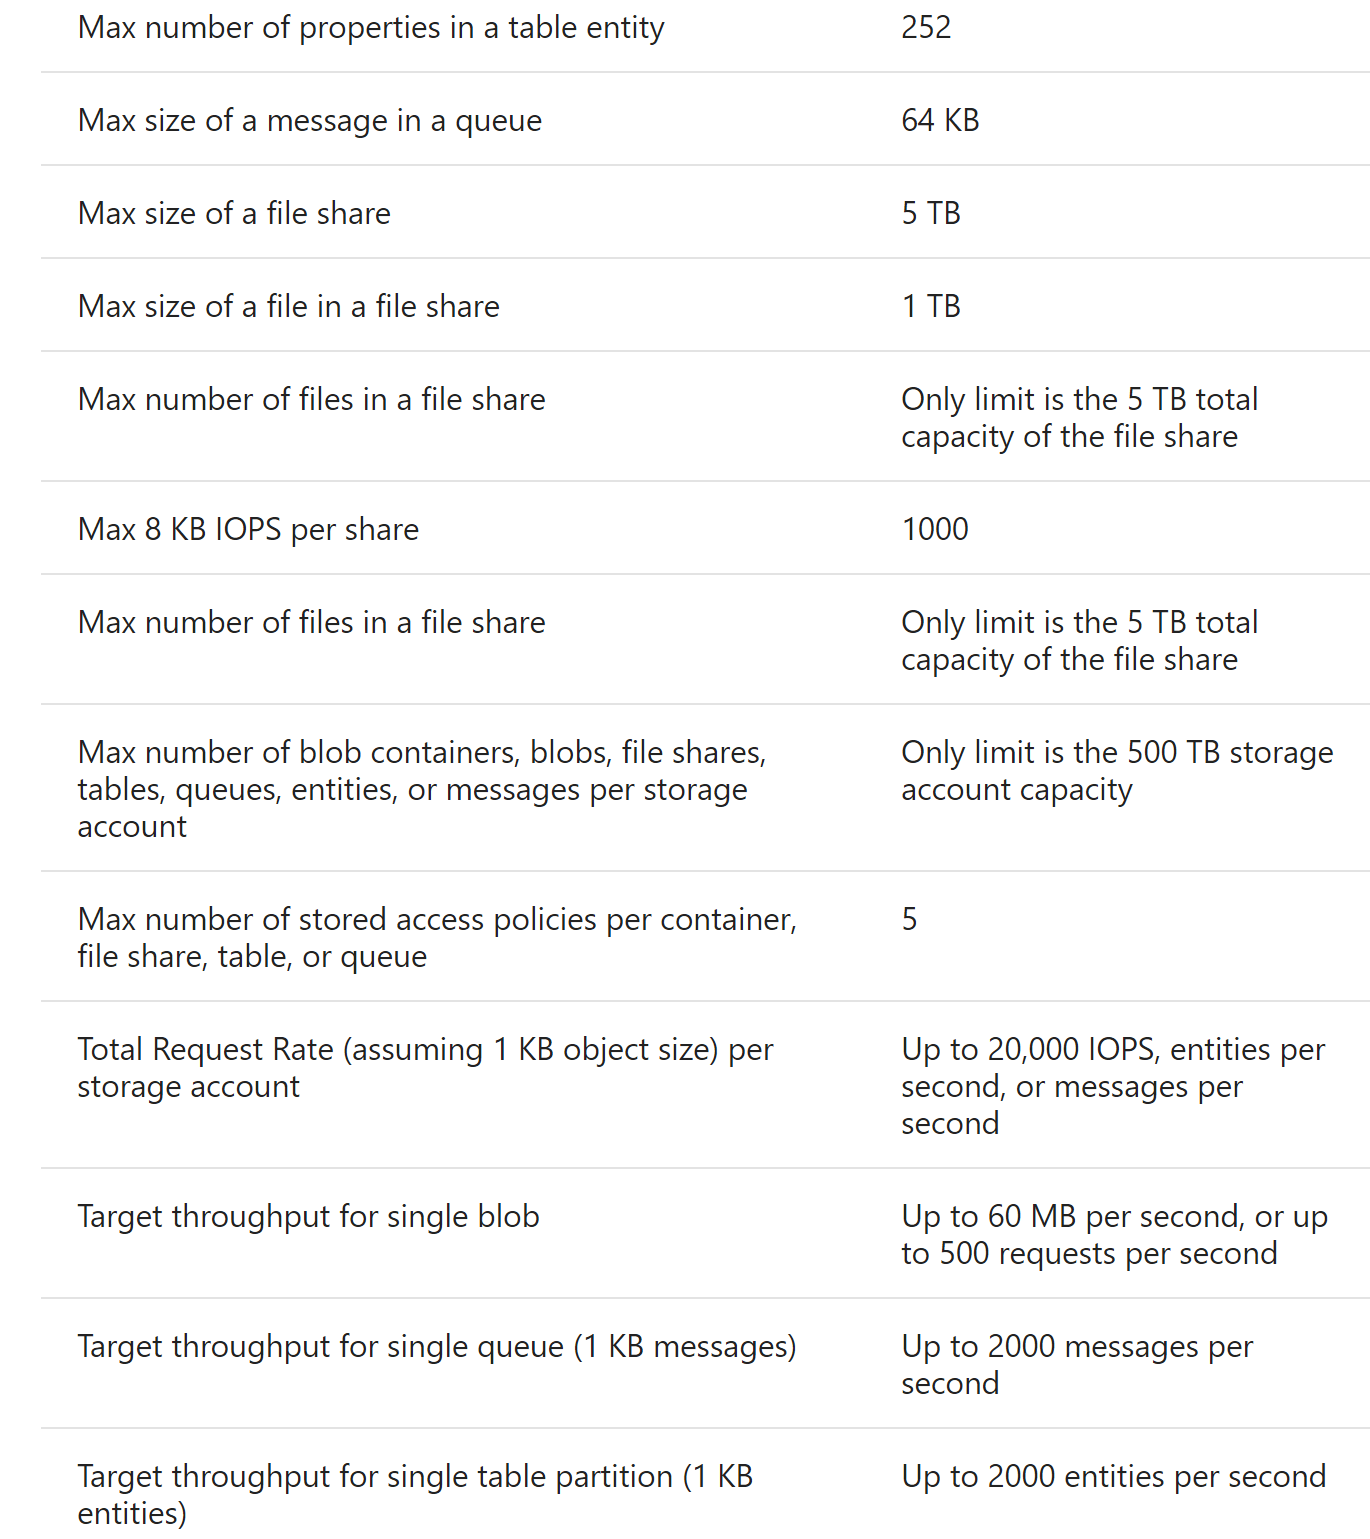 Max number of properties in a table entity 252
Max size of a message in a queue 64 KB
Max size of a file share 5 TB
Max size of a file in a file share 1 TB
Max number of files in a file share Only limit is the 5 TB total
capacity of the file share
Max 8 KB IOPS per share 1000
Max number of files in a file share Only limit is the 5 TB total
capacity of the file share
Max number of blob containers, blobs, file shares, Only limit is the 500 TB storage
tables, queues, entities, or messages per storage account capacity
account
Max number of stored access policies per container, 5
file share, table, or queue
Total Request Rate (assuming 1 KB object size) per Up to 20,000 IOPS, entities per
storage account second, or messages per
second
Target throughput for single blob Up to 60 MB per second, or up
to 500 requests per second
Target throughput for single queue (1 KB messages) Up to 2000 messages per
second
Target throughput for single table partition (1 KB Up to 2000 entities per second
entities)